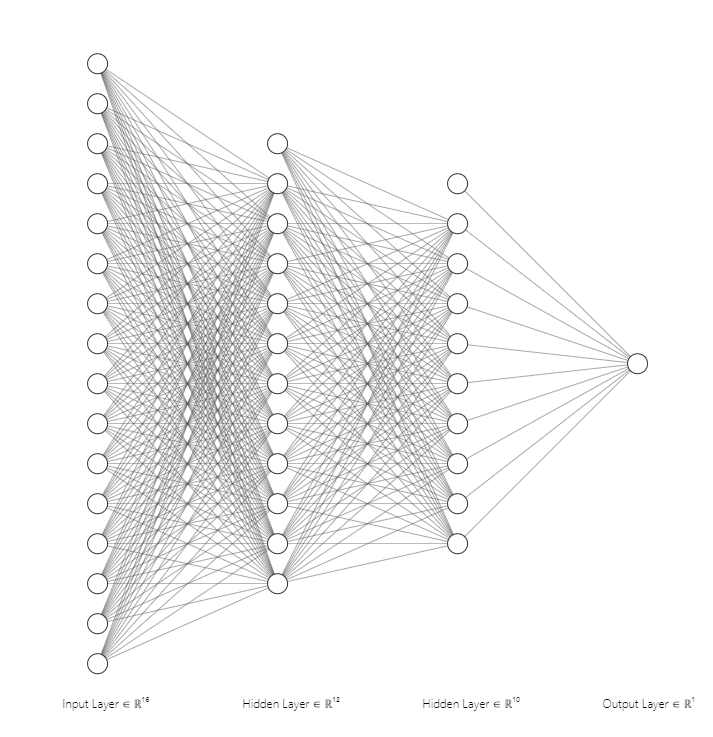 Input Layer ∈ ℝ¹⁶
Hidden Layer ∈ ℝ¹²
Hidden Layer ∈ ℝ¹⁰
Output Layer ∈ ℝ¹